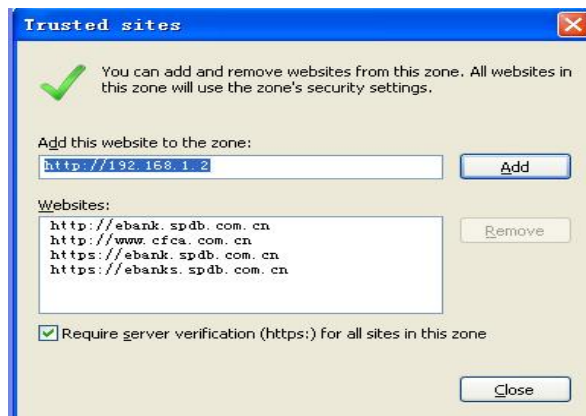 Trusted sites
You can add and remove websites from this zone. All websites in
this zone will use the zone's security settings.
Add this website to the zone:
http://192.168.1.2
Add
Websites:
http://ebank.spdb.com.cn
http://www.cfca.com.cn
https://ebank.spdb.com.cn
https://ebanks.spdb.com.cn
Remove
Require server verification (https:) for all sites in this zone
Close